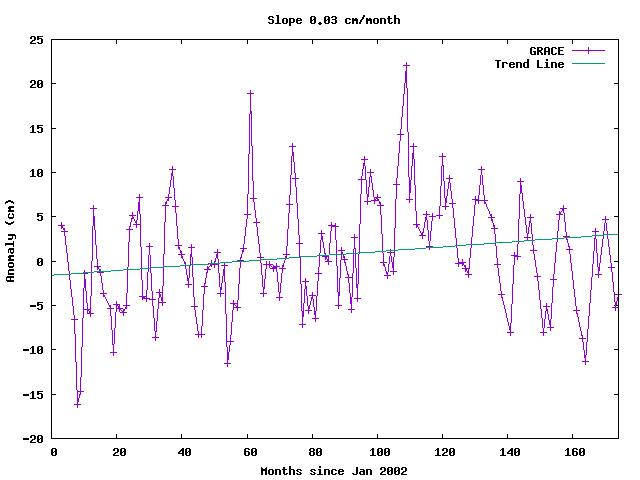 Slope 0.03 cm/month
GRACE
Trend Line
Anomaly (cm)
25
20
15
10
5
0
-5
-10
-15
-20
0 20 40 60 80 100 120 140 160
Months since Jan 2002